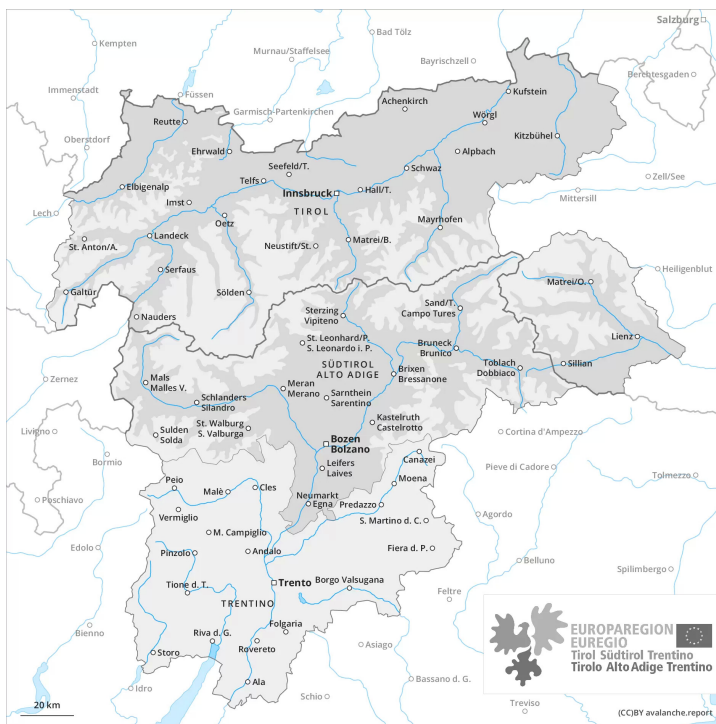 Salzburg
Kempten
Bad Tölz
Murnau/Staffelsee
Bayrischzell
Berchtesgaden
Immenstadt
Füssen
Garmisch-Partenkirchen
Achenkirch
Kufstein
Wörgl
Reutte
Kitzbühel
Oberstdorf
Ehrwald
Alpbach
Seefeld/T.
Schwaz
Telfs
Zell/See
Elbigenalp
Innsbruck
Hall/T.
Mittersill
Imst
Lech
TIROL
Oetz
Mayrhofen
Landeck
St. Anton/A.
Neustift/St.
Matrei/B.
Serfaus
Heiligenblut
Matrei/O.
Galtür
Sölden
Sand/T.
Campo Tures
Nauders
Sterzing
Vipiteno
Lienz
St. Leonhard/P.
S. Leonardo i. P.
Bruneck
Brunico
Toblach
Dobbiaco
Sillian
SÜDTIROL
ALTO ADIGE
Brixen
Bressanone
Zernez
Mals
Malles V.
Meran
Merano
Sarnthein
Sarentino
Schlanders
Silandro
St. Walburg
S. Valburga
Kastelruth
Castelrotto
Sulden
Solda
Livigno
Bozen
Bolzano
Cortina d'Ampezzo
Bormio
Canazei
Leifers
Laives
Pieve di Cadore
Tolmezzo
Peio
Malè
Cles
Moena
Poschiavo
Neumarkt
Egna
Predazzo
Vermiglio
S. Martino d. C.
Agordo
M. Campiglio
Edolo
Pinzolo
Andalo
Fiera d. P.
Belluno
Spilimbergo
Tione d. T.
Trento
Borgo Valsugana
Feltre
TRENTINO
Bienno
Riva d. G.
Folgaria
Rovereto
Asiago
Storo
Idro
Ala
Schio
Bassano d. G.
Treviso
EUROPAREGION
EUREGIO
Tirol Südtirol Trentino
Tirolo Alto Adige Trentino
20 km
(CC)BY avalanche.report